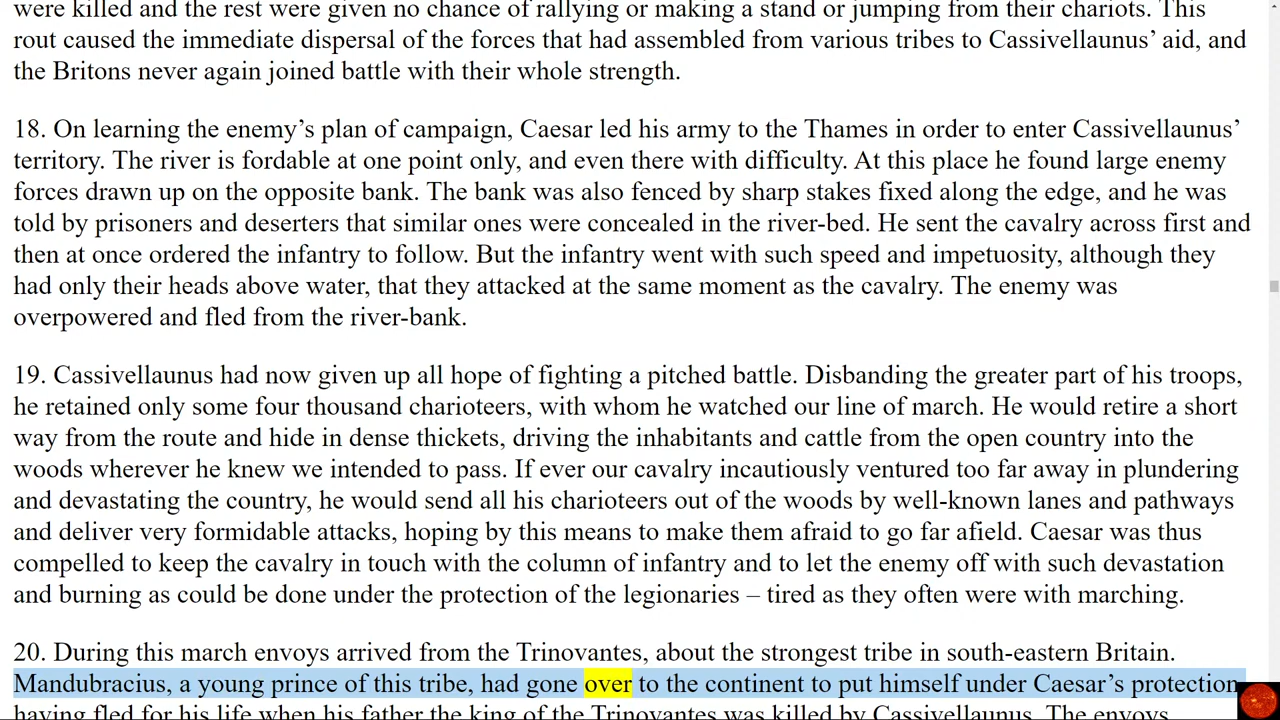 were killed and the rest were given no chance of rallying or making a stand or jumping from their chariots. This
rout caused the immediate dispersal of the forces that had assembled from various tribes to Cassivellaunus’ aid, and
the Britons never again joined battle with their whole strength.
18. On learning the enemy’s plan of campaign, Caesar led his army to the Thames in order to enter Cassivellaunus’
territory. The river is fordable at one point only, and even there with difficulty. At this place he found large enemy
forces drawn up on the opposite bank. The bank was also fenced by sharp stakes fixed along the edge, and he was
told by prisoners and deserters that similar ones were concealed in the river-bed. He sent the cavalry across first and
then at once ordered the infantry to follow. But the infantry went with such speed and impetuosity, although they
had only their heads above water, that they attacked at the same moment as the cavalry. The enemy was
overpowered and fled from the river-bank.
19. Cassivellaunus had now given up all hope of fighting a pitched battle. Disbanding the greater part of his troops,
he retained only some four thousand charioteers, with whom he watched our line of march. He would retire a short
way from the route and hide in dense thickets, driving the inhabitants and cattle from the open country into the
woods wherever he knew we intended to pass. If ever our cavalry incautiously ventured too far away in plundering
and devastating the country, he would send all his charioteers out of the woods by well-known lanes and pathways
and deliver very formidable attacks, hoping by this means to make them afraid to go far afield. Caesar was thus
compelled to keep the cavalry in touch with the column of infantry and to let the enemy off with such devastation
and burning as could be done under the protection of the legionaries – tired as they often were with marching.
20. During this march envoys arrived from the Trinovantes, about the strongest tribe in south-eastern Britain.
Mandubracius, a young prince of this tribe, had gone over to the continent to put himself under Caesar’s protection
having fled for his life when his father the king of the Trinovantes was killed by Cassivellaunus. The envoys